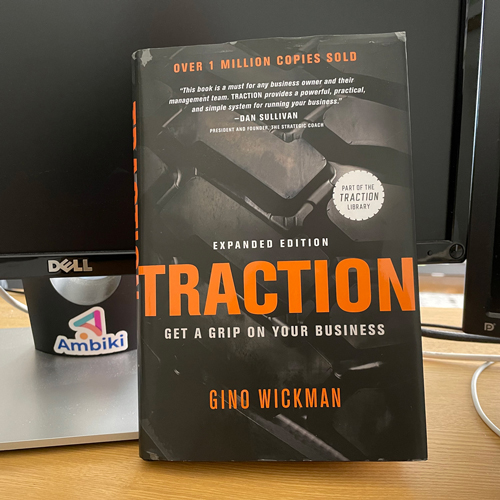 OVER 1 MILLION COPIES SOLD
"This book is a must for any business owner and their
management team. TRACTION provides a powerful, practical,
and simple system for running your business."
—DAN SULLIVAN
PRESIDENT AND FOUNDER, THE STRATEGIC COACH
PART OF THE
TRACTION
LIBRARY
EXPANDED EDITION
TRACTION
GET A GRIP ON YOUR BUSINESS
GINO WICKMAN
DELL
Ambiki